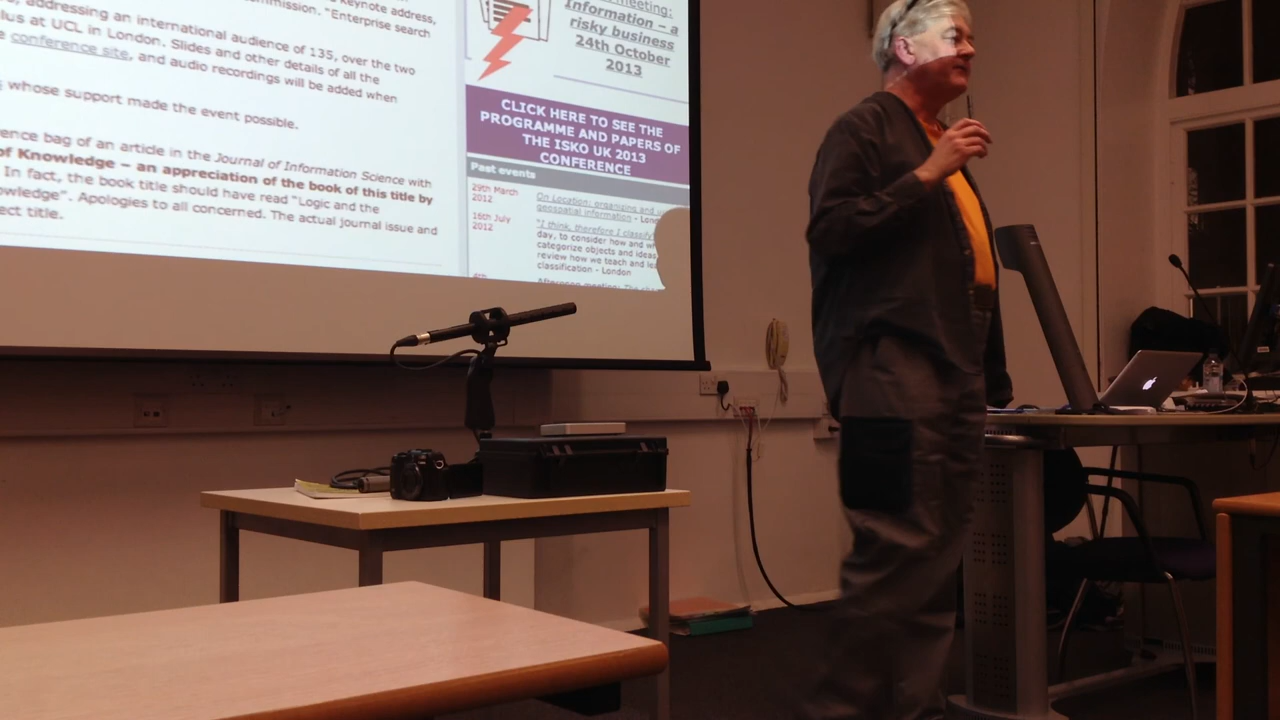 keynote address,
mmission. "Enterprise search
, addressing an international audience of 135, over the two
lus at UCL in London. Slides and other details of all the
e conference site, and audio recordings will be added when
whose support made the event possible.
ence bag of an article in the Journal of Information Science with
of Knowledge – an appreciation of the book of this title by
In fact, the book title should have read "Logic and the
owledge". Apologies to all concerned. The actual journal issue and
ect title.
meeting:
Information – a
risky business
24th October
2013
CLICK HERE TO SEE THE
PROGRAMME AND PAPERS OF
THE ISKO UK 2013
CONFERENCE
Past events
29th March
2012
On Location: organizing and
geospatial information - Lon
16th July
2012
"I think, therefore I classify
day, to consider how and w
categorize objects and ideas
review how we teach and le
classification - London